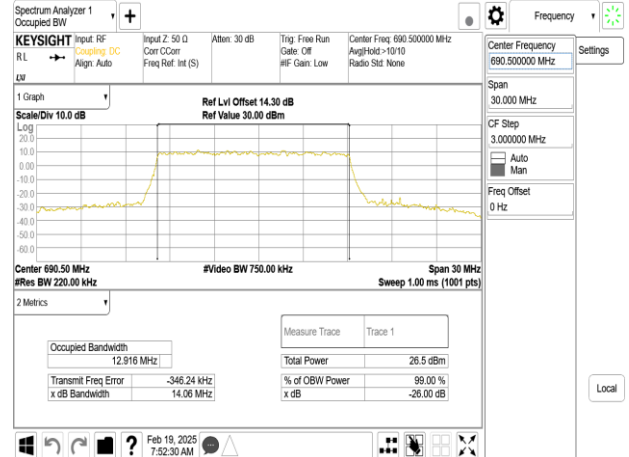 Spectrum Analyzer 1
Occupied BW
Frequency
KEYSIGHT Input: RF Input Z: 50 Ω Atten: 30 dB Trig: Free Run Center Freq: 690.500000 MHz
RL Coupling: DC Corr CCorr Gate: Off Avg|Hold:>10/10
Align: Auto Freq Ref: Int (S) #IF Gain: Low Radio Std: None
LXI
Center Frequency
690.500000 MHz
Settings
Span
30.000 MHz
CF Step
3.000000 MHz
Auto
Man
Freq Offset
0 Hz
Local
1 Graph
Ref Lvl Offset 14.30 dB
Scale/Div 10.0 dB Ref Value 30.00 dBm
Log
20.0
10.0
0.00
-10.0
-20.0
-30.0
-40.0
-50.0
-60.0
Center 690.50 MHz #Video BW 750.00 kHz Span 30 MHz
#Res BW 220.00 kHz Sweep 1.00 ms (1001 pts)
2 Metrics
Measure Trace Trace 1
Occupied Bandwidth
12.916 MHz
Total Power 26.5 dBm
Transmit Freq Error -346.24 kHz % of OBW Power 99.00 %
x dB Bandwidth 14.06 MHz x dB -26.00 dB
? Feb 19, 2025
7:52:30 AM